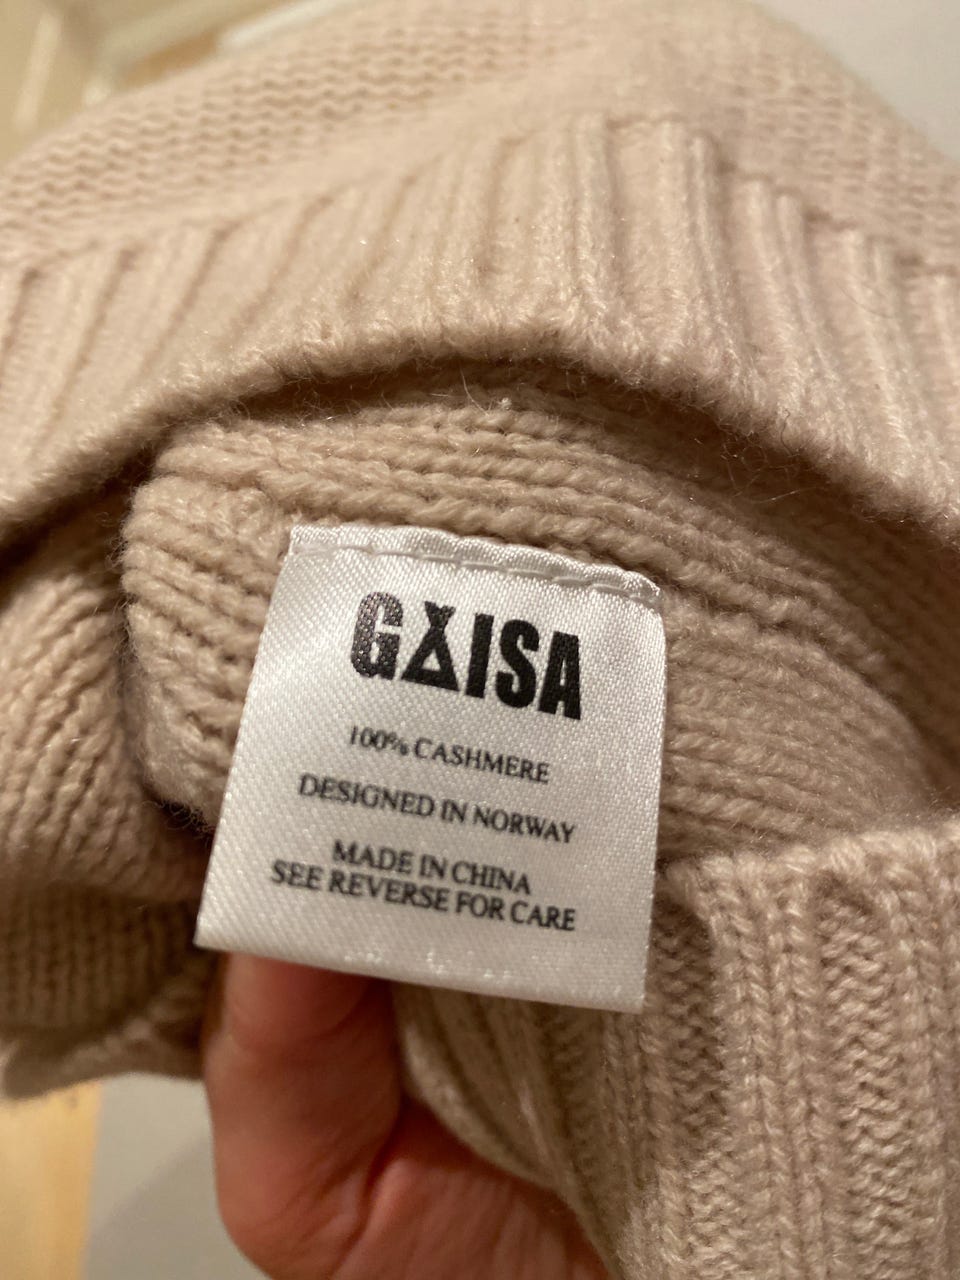 GAISA
100% CASHMERE
DESIGNED IN NORWAY
MADE IN CHINA
SEE REVERSE FOR CARE